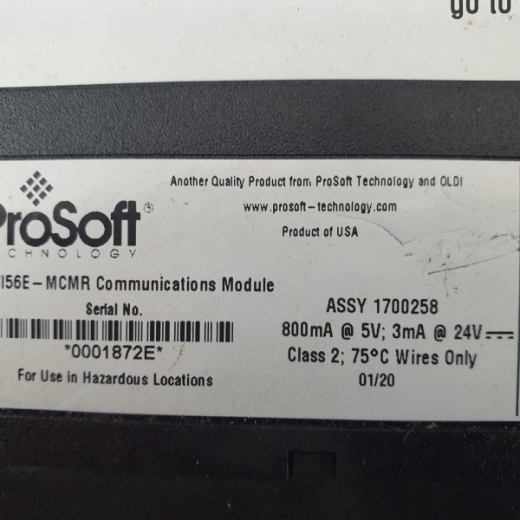 go to
Another Quality Product from ProSoft Technology and OLDI
www.prosoft-technology.com
Product of USA
ProSoft®
CHNOLOGY
I56E-MCMR Communications Module
Serial No.
*0001872E*
For Use in Hazardous Locations
ASSY 1700258
800mA @ 5V; 3mA @ 24V⎓
Class 2; 75°C Wires Only
01/20